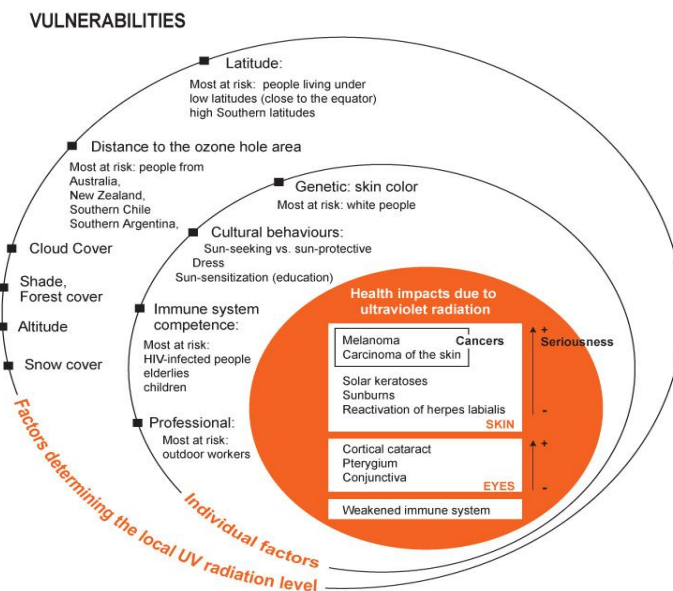 VULNERABILITIES
Latitude:
Most at risk: people living under
low latitudes (close to the equator)
high Southern latitudes
Distance to the ozone hole area
Most at risk: people from
Australia,
New Zealand,
Southern Chile
Southern Argentina,
Cloud Cover
Shade,
Forest cover
Altitude
Snow cover
Factors determining the local UV radiation level
Genetic: skin color
Most at risk: white people
Cultural behaviours:
Sun-seeking vs. sun-protective
Dress
Sun-sensitization (education)
Immune system
competence:
Most at risk:
HIV-infected people
elderlies
children
Professional:
Most at risk:
outdoor workers
Individual factors
Health impacts due to
ultraviolet radiation
Melanoma Cancers
Carcinoma of the skin
Solar keratoses
Sunburns
Reactivation of herpes labialis
SKIN
+
Seriousness
-
Cortical cataract
Pterygium
Conjunctiva
EYES
+
-
Weakened immune system